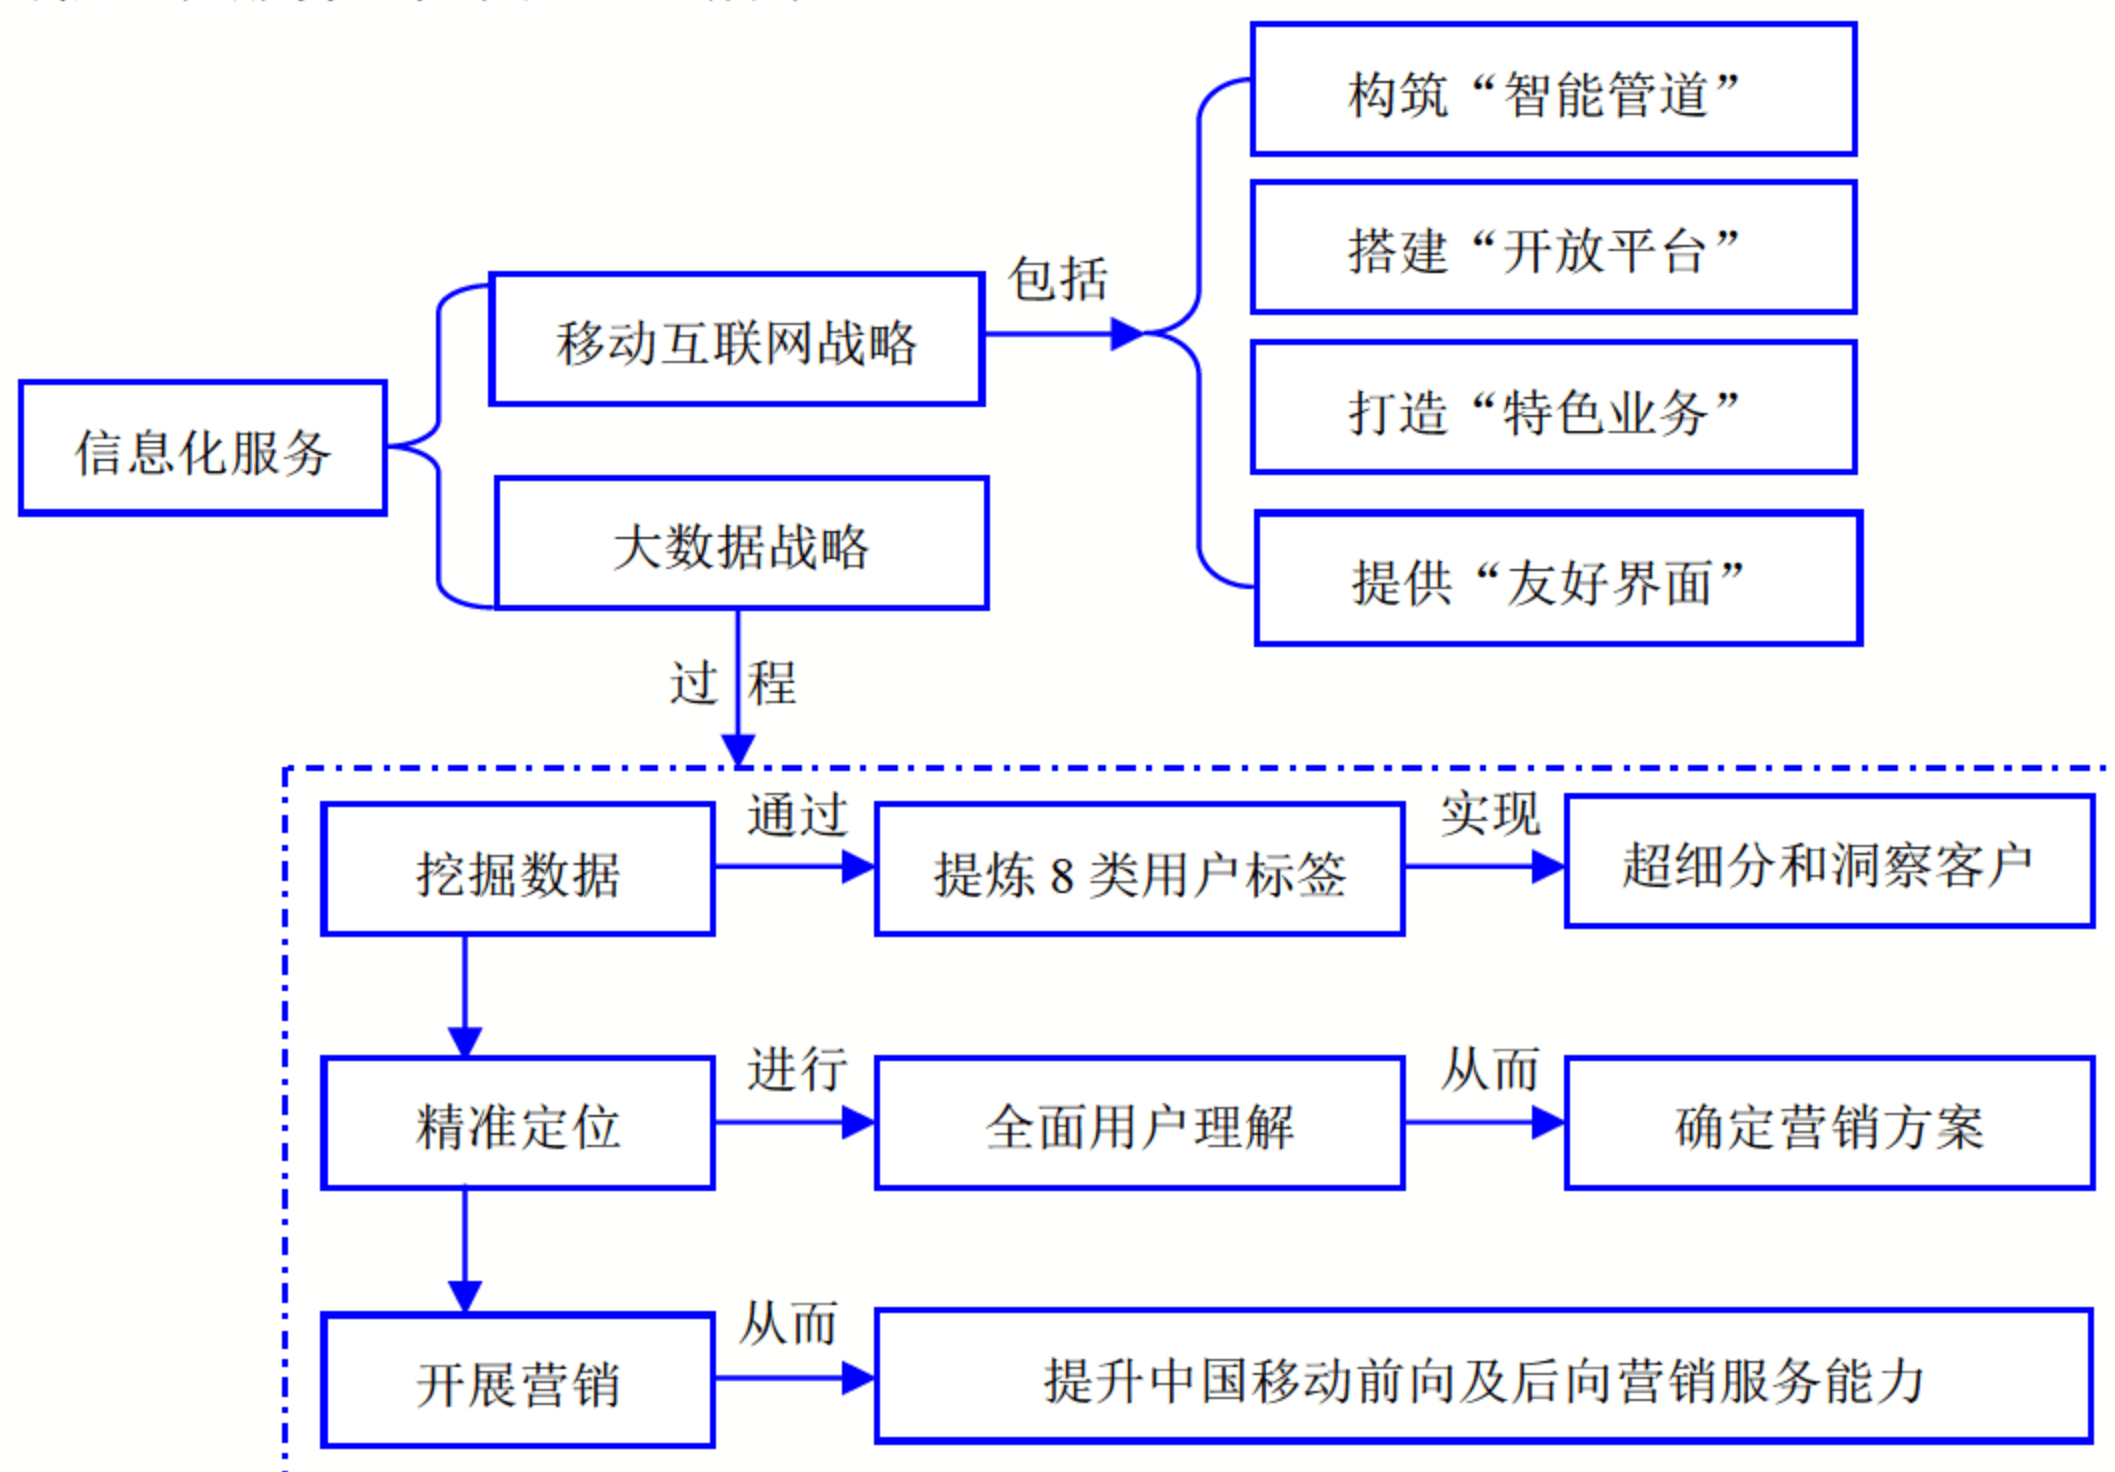 构筑“智能管道”
搭建“开放平台”
包括
移动互联网战略
打造“特色业务”
信息化服务
大数据战略
提供“友好界面”
过程
通过
实现
挖掘数据
提炼8类用户标签
超细分和洞察客户
进行
从而
精准定位
全面用户理解
确定营销方案
从而
开展营销
提升中国移动前向及后向营销服务能力